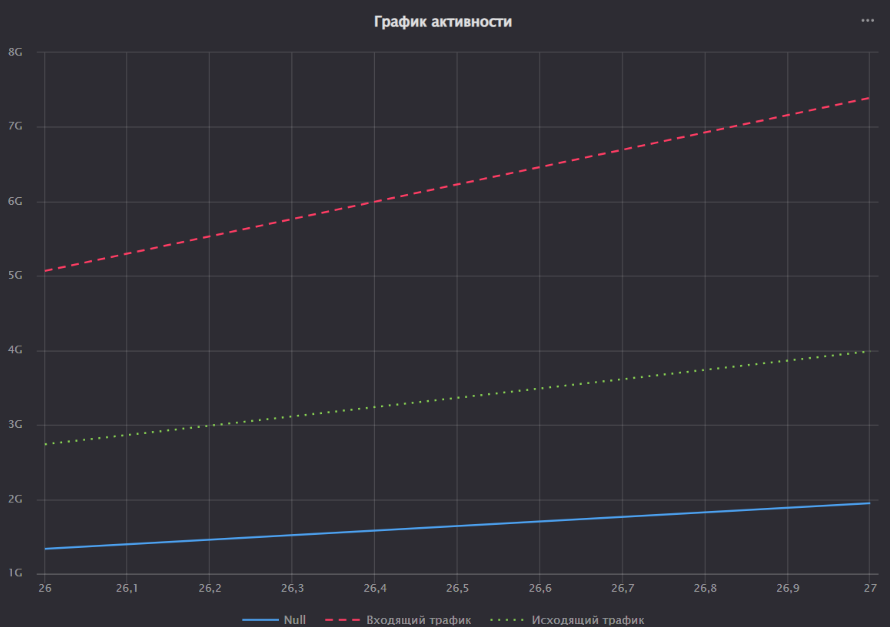 График активности
...
8G
7G
6G
5G
4G
3G
2G
1G
26 26,1 26,2 26,3 26,4 26,5 26,6 26,7 26,8 26,9 27
Null Входящий трафик Исходящий трафик